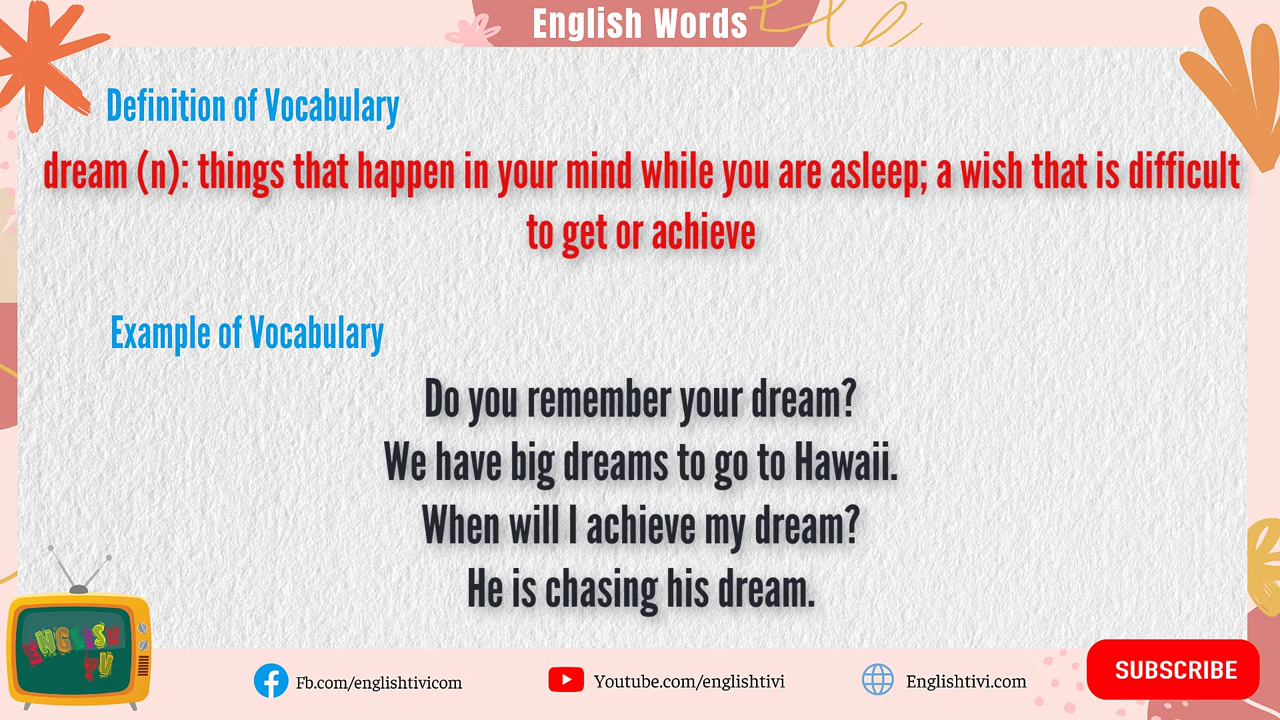 English Words
Definition of Vocabulary
dream (n): things that happen in your mind while you are asleep; a wish that is difficult
to get or achieve
Example of Vocabulary
Do you remember your dream?
We have big dreams to go to Hawaii.
When will I achieve my dream?
He is chasing his dream.
ENGLISH
TV
Fb.com/englishtivicom
Youtube.com/englishtivi
Englishtivi.com
SUBSCRIBE